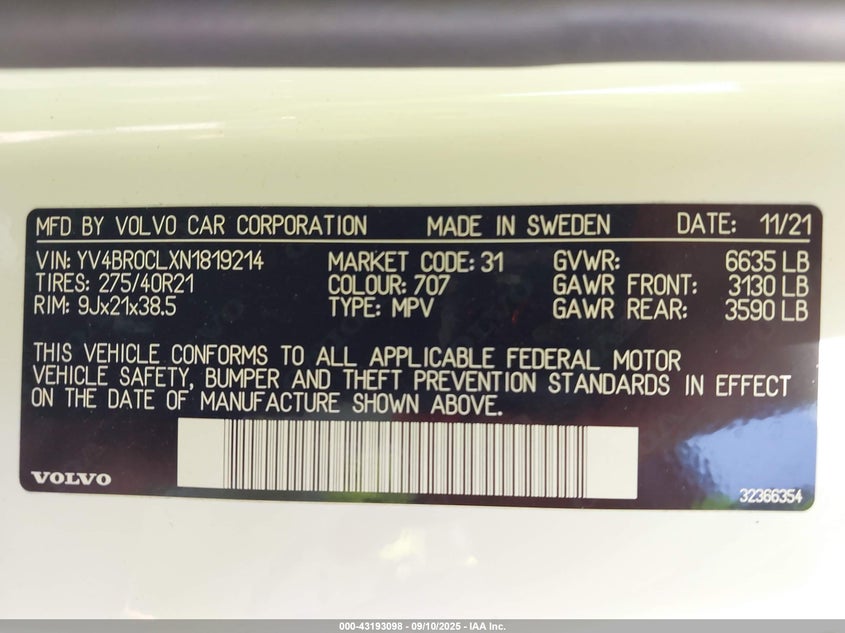 MFD BY VOLVO CAR CORPORATION MADE IN SWEDEN DATE: 11/21
VIN: YV4BR0CLXN1819214 MARKET CODE: 31 GVWR: 6635 LB
TIRES: 275/40R21 COLOUR: 707 GAWR FRONT: 3130 LB
RIM: 9Jx21x38.5 TYPE: MPV GAWR REAR: 3590 LB
THIS VEHICLE CONFORMS TO ALL APPLICABLE FEDERAL MOTOR
VEHICLE SAFETY, BUMPER AND THEFT PREVENTION STANDARDS IN EFFECT
ON THE DATE OF MANUFACTURE SHOWN ABOVE.
VOLVO 32366354
000-43193098 - 09/10/2025 - IAA Inc.